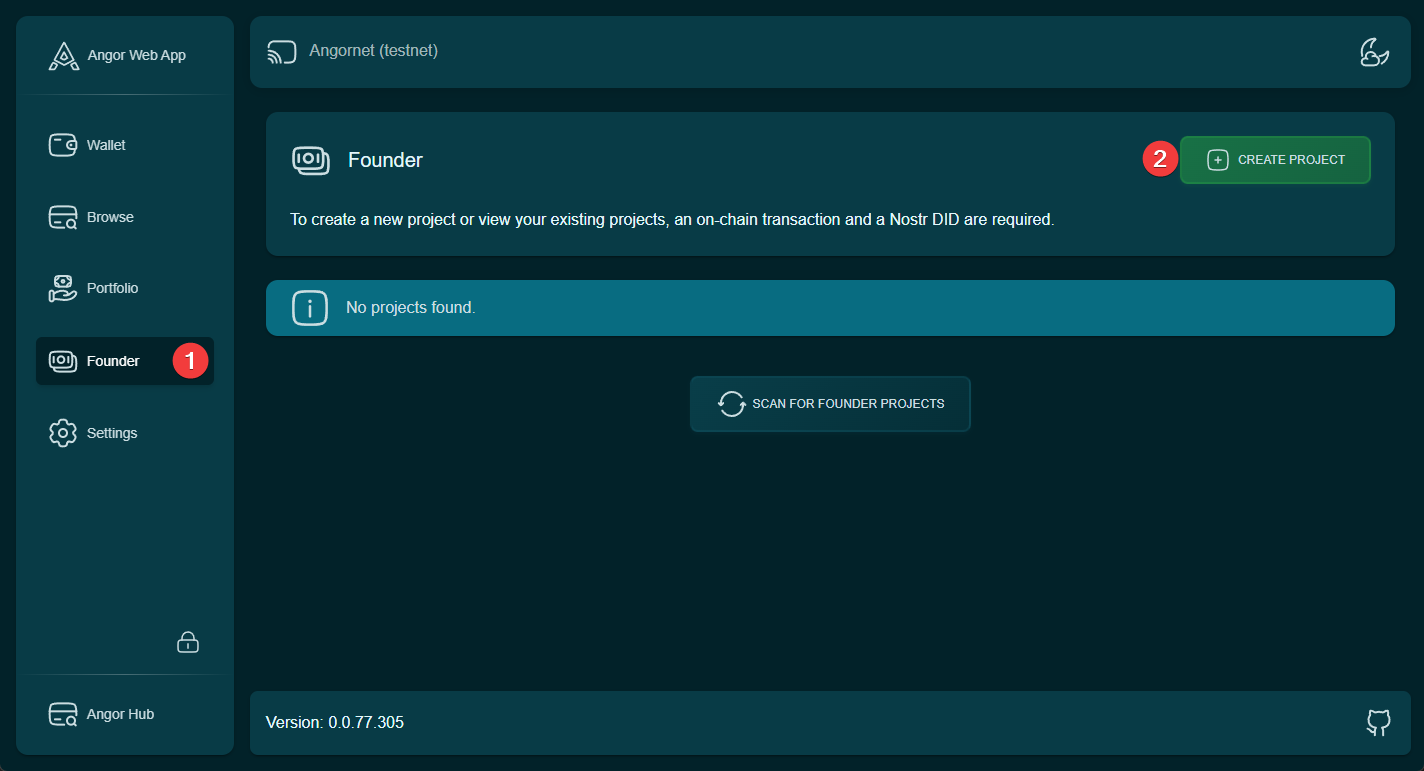 Angor Web App
Wallet
Browse
Portfolio
Founder
1
Settings
Angor Hub
Angornet (testnet)
Founder
2
CREATE PROJECT
To create a new project or view your existing projects, an on-chain transaction and a Nostr DID are required.
No projects found.
SCAN FOR FOUNDER PROJECTS
Version: 0.0.77.305